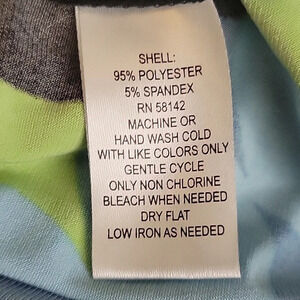 SHELL:
95% POLYESTER
5% SPANDEX
RN 58142
MACHINE OR
HAND WASH COLD
WITH LIKE COLORS ONLY
GENTLE CYCLE
ONLY NON CHLORINE
BLEACH WHEN NEEDED
DRY FLAT
LOW IRON AS NEEDED